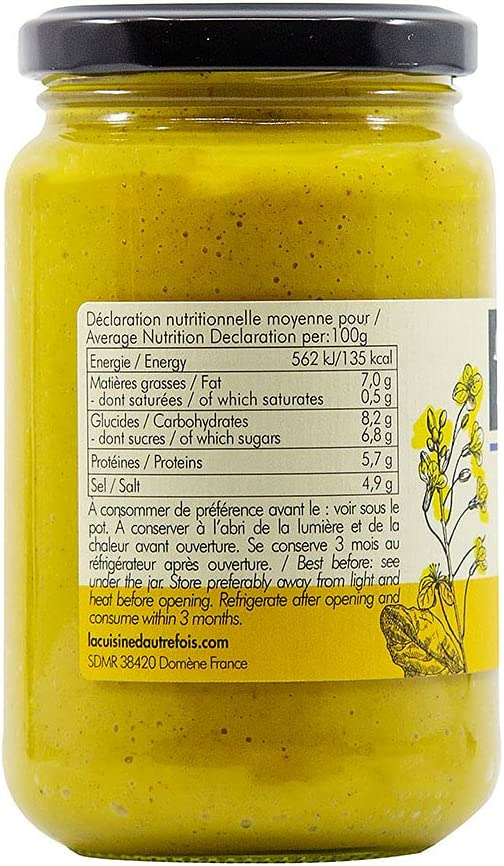 Déclaration nutritionnelle moyenne pour /
Average Nutrition Declaration per:100g
Energie / Energy 562 kJ/135 kcal
Matières grasses / Fat 7,0 g
- dont saturées / of which saturates 0,5 g
Glucides / Carbohydrates 8,2 g
- dont sucres / of which sugars 6,8 g
Protéines / Proteins 5,7 g
Sel / Salt 4,9 g
A consommer de préférence avant le : voir sous le
pot. A conserver à l'abri de la lumière et de la
chaleur avant ouverture. Se conserve 3 mois au
réfrigérateur après ouverture. / Best before: see
under the jar. Store preferably away from light and
heat before opening. Refrigerate after opening and
consume within 3 months.
lacuisinedautrefois.com
SDMR 38420 Domène France